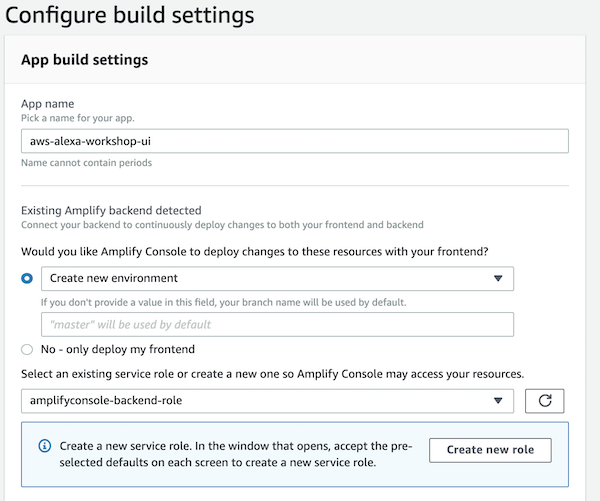 Configure build settings
App build settings
App name
Pick a name for your app.
aws-alexa-workshop-ui
Name cannot contain periods
Existing Amplify backend detected
Connect your backend to continuously deploy changes to both your frontend and backend
Would you like Amplify Console to deploy changes to these resources with your frontend?
Create new environment
If you don't provide a value in this field, your branch name will be used by default.
"master" will be used by default
No - only deploy my frontend
Select an existing service role or create a new one so Amplify Console may access your resources.
amplifyconsole-backend-role
Create a new service role. In the window that opens, accept the pre-
selected defaults on each screen to create a new service role.
Create new role